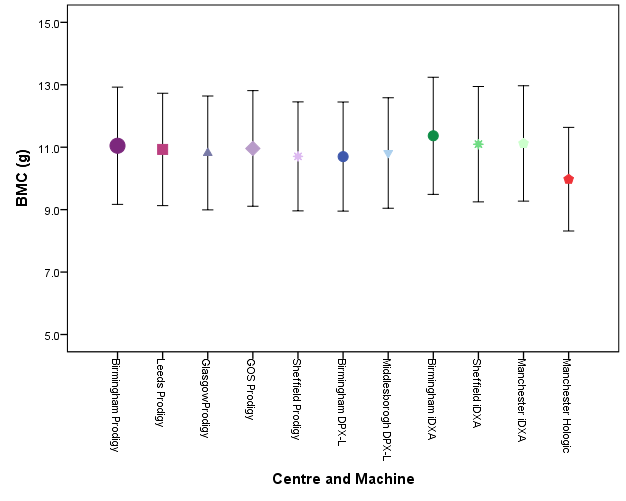 15.0
13.0
11.0
9.0
7.0
5.0
BMC (g)
Birmingham Prodigy
Leeds Prodigy
GlasgowProdigy
GOS Prodigy
Sheffield Prodigy
Birmingham DPX-L
Middlesborogh DPX-L
Birmingham iDXA
Sheffield iDXA
Manchester iDXA
Manchester Hologic
Centre and Machine